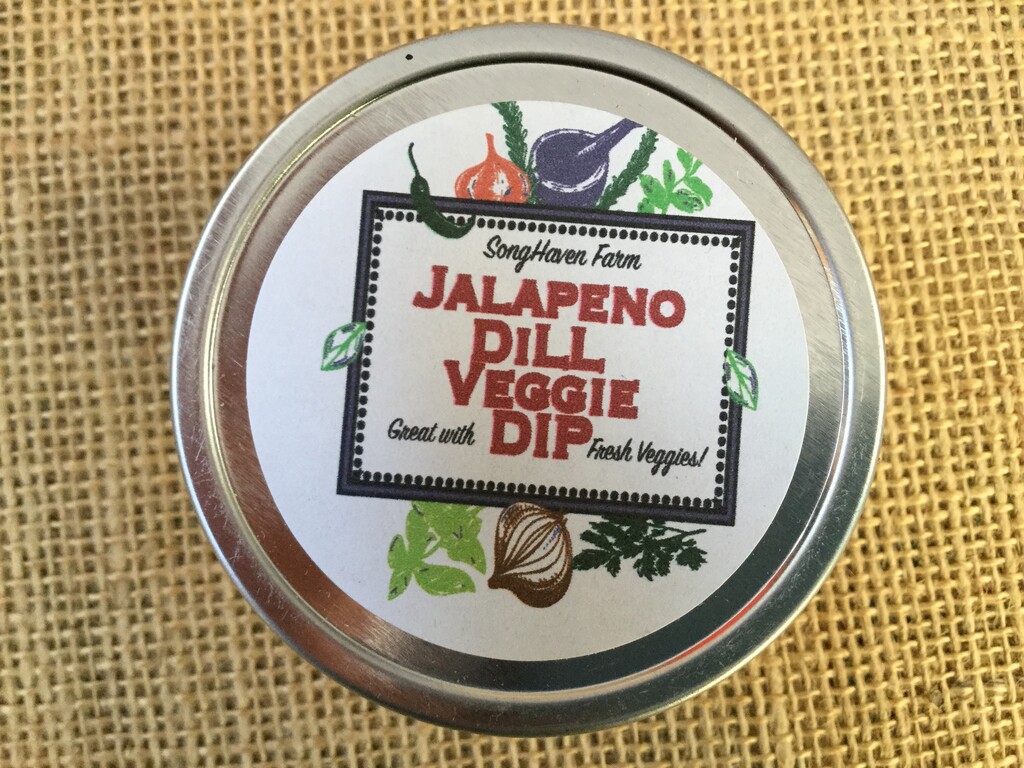 SongHaven Farm
JALAPENO
DILL
VEGGIE
DIP
Great with
Fresh Veggies!